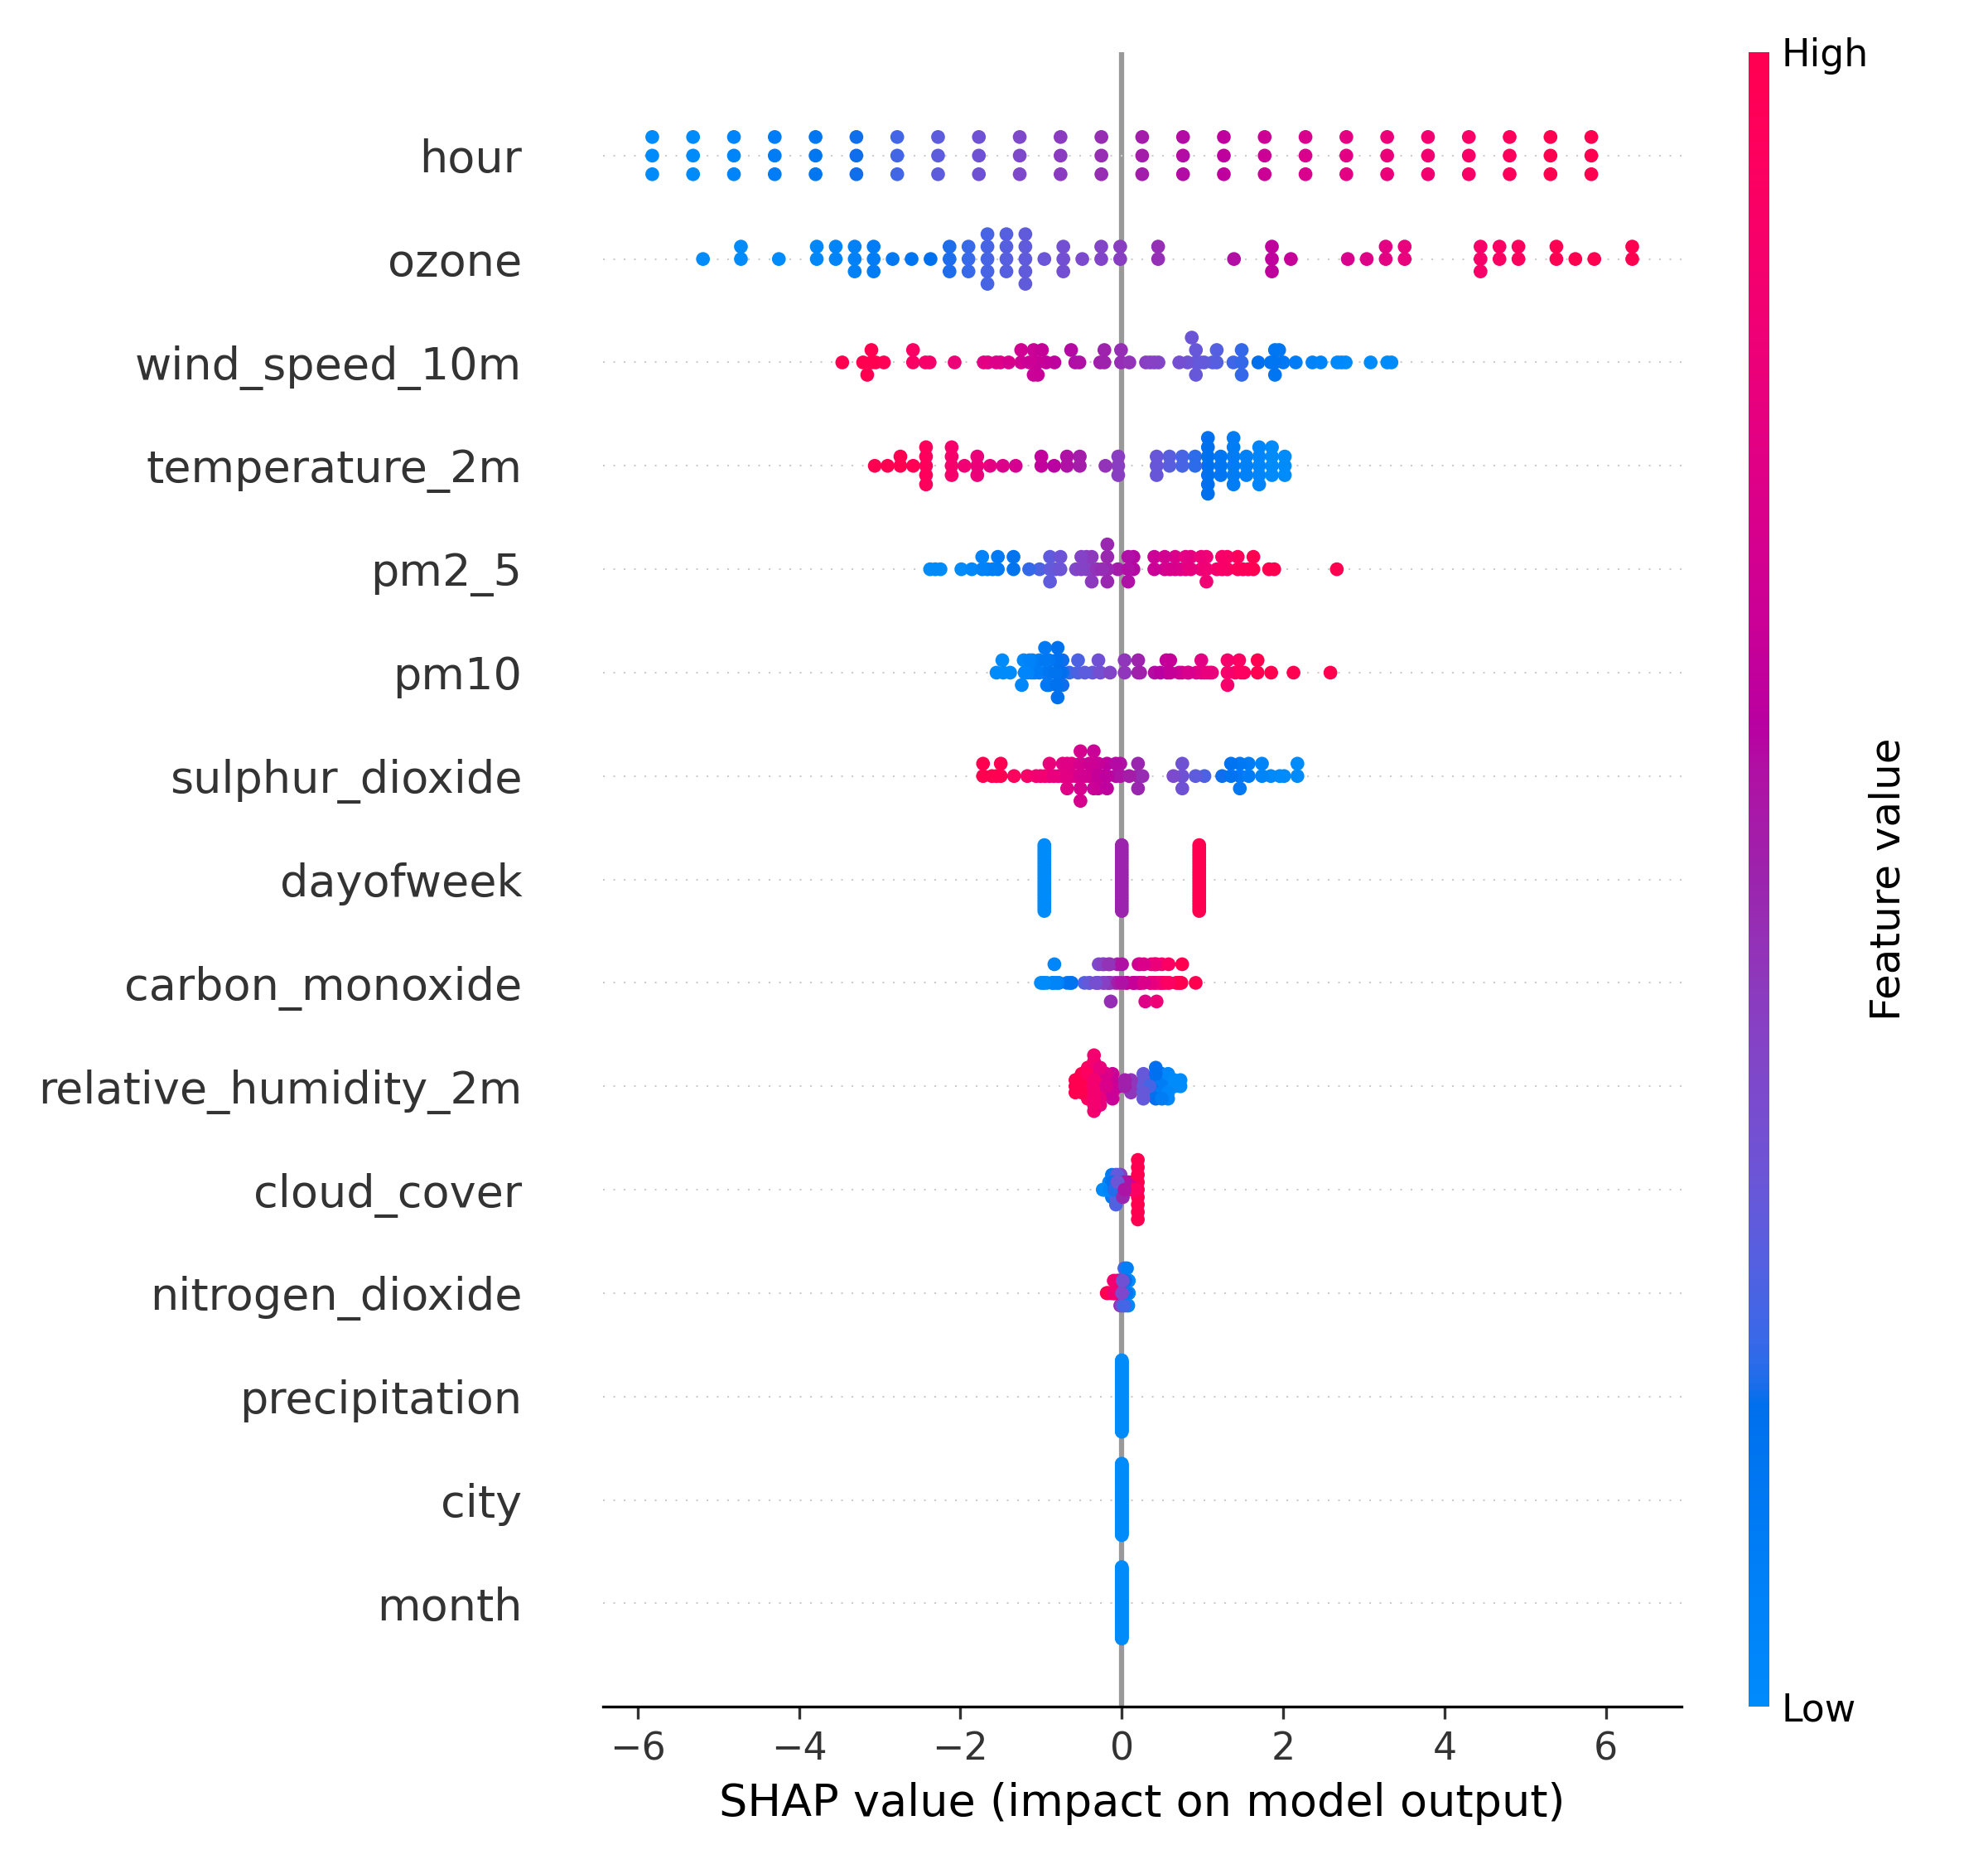 High
hour
ozone
wind_speed_10m
temperature_2m
pm2_5
pm10
sulphur_dioxide
dayofweek
carbon_monoxide
relative_humidity_2m
cloud_cover
nitrogen_dioxide
precipitation
city
month
Feature value
Low
−6 −4 −2 0 2 4 6
SHAP value (impact on model output)